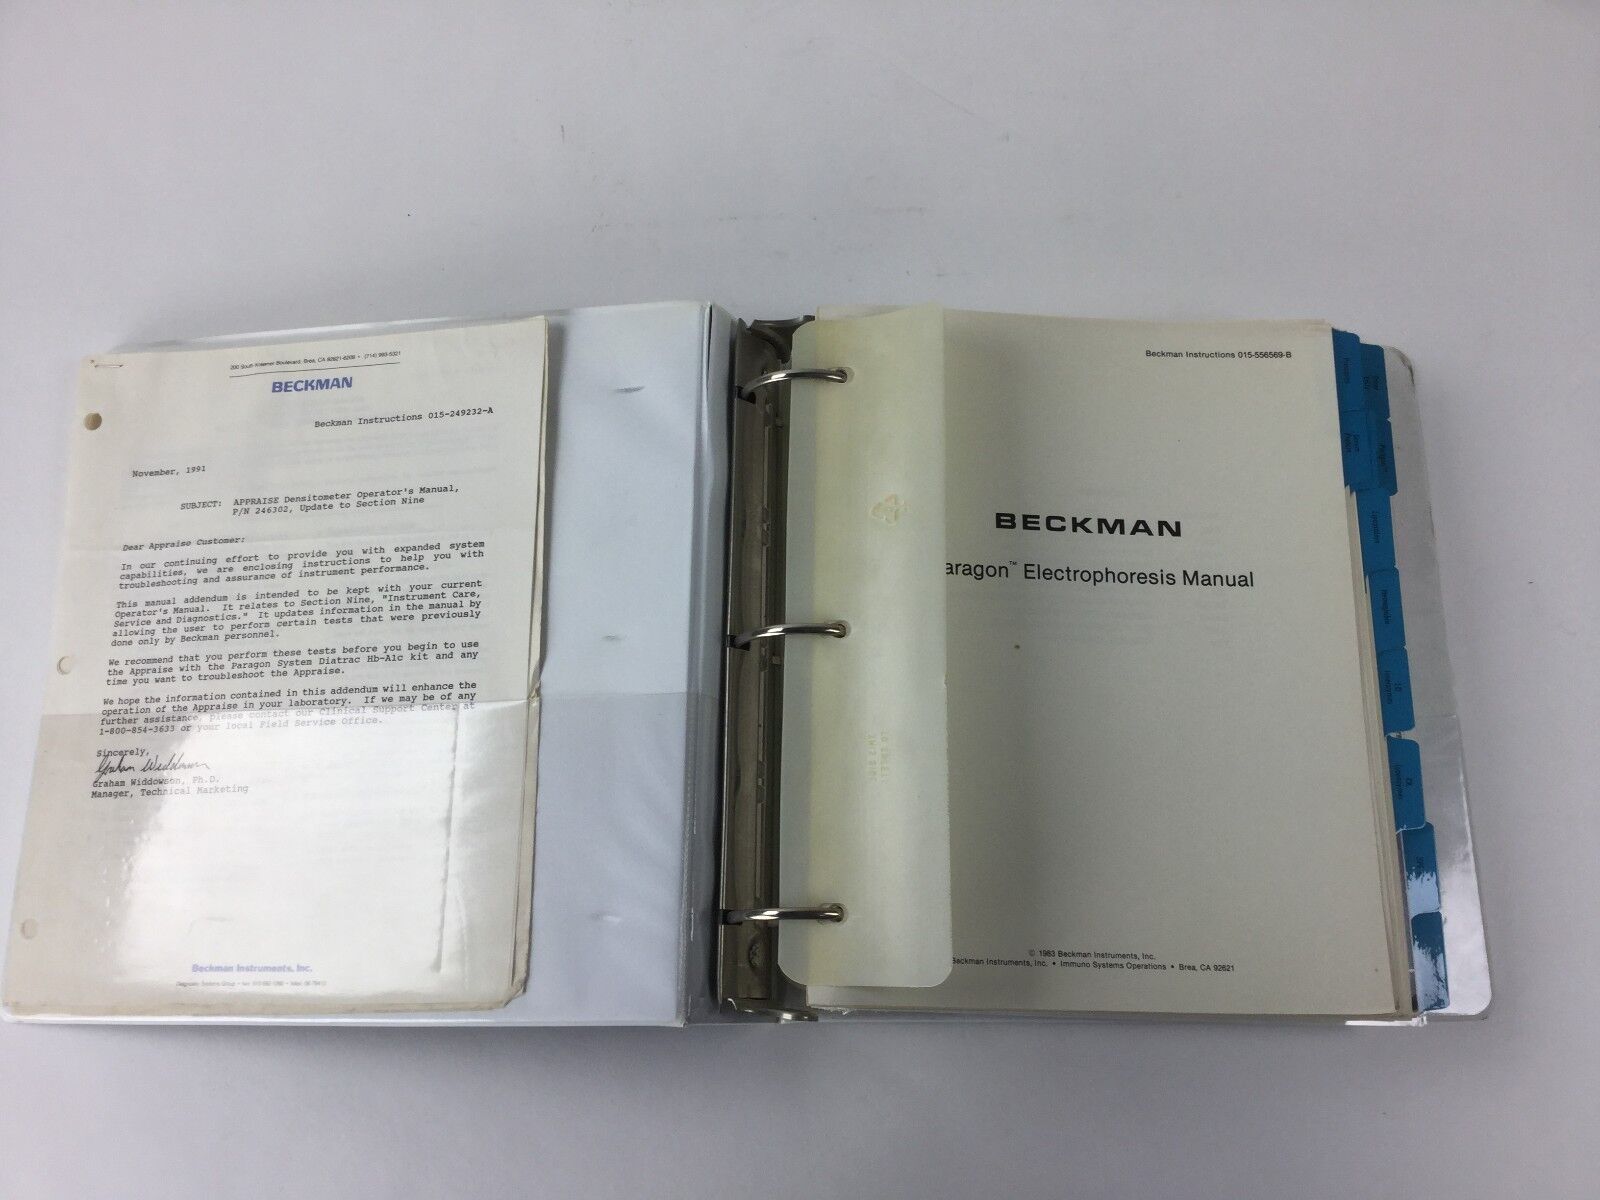 200 South Kraemer Boulevard, Brea, CA 92621-6209 • (714) 993-5321
BECKMAN
Beckman Instructions 015-249232-A
November, 1991
SUBJECT: APPRAISE Densitometer Operator's Manual,
P/N 246302, Update to Section Nine
Dear Appraise Customer:
In our continuing effort to provide you with expanded system
capabilities, we are enclosing instructions to help you with
troubleshooting and assurance of instrument performance.
This manual addendum is intended to be kept with your current
Operator's Manual. It relates to Section Nine, "Instrument Care,
Service and Diagnostics." It updates information in the manual by
allowing the user to perform certain tests that were previously
done only by Beckman personnel.
We recommend that you perform these tests before you begin to use
the Appraise with the Paragon System Diatrac Hb-A1c kit and any
time you want to troubleshoot the Appraise.
We hope the information contained in this addendum will enhance the
operation of the Appraise in your laboratory. If we may be of any
further assistance, please contact our Clinical Support Center at
1-800-854-3633 or your local Field Service Office.
Sincerely,
Graham Widdowson
Graham Widdowson, Ph.D.
Manager, Technical Marketing
Beckman Instruments, Inc.
Beckman Instructions 015-556569-B
BECKMAN
aragon™ Electrophoresis Manual
© 1983 Beckman Instruments, Inc.
Beckman Instruments, Inc. • Immuno Systems Operations • Brea, CA 92621